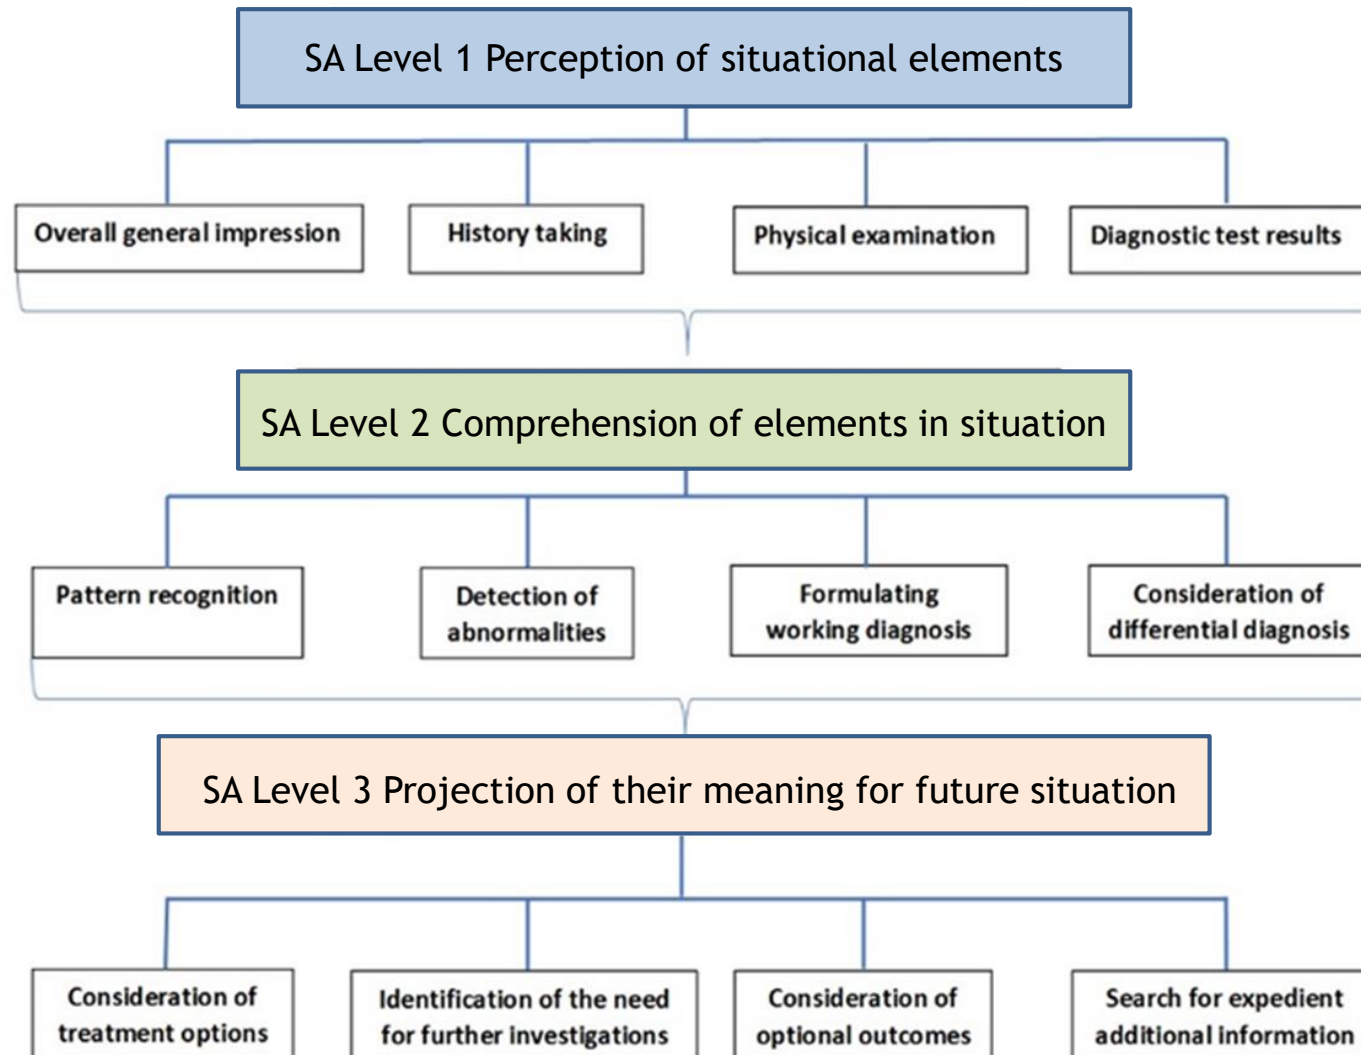 SA Level 1 Perception of situational elements
Overall general impression
History taking
Physical examination
Diagnostic test results
SA Level 2 Comprehension of elements in situation
Pattern recognition
Detection of
abnormalities
Formulating
working diagnosis
Consideration of
differential diagnosis
SA Level 3 Projection of their meaning for future situation
Consideration of
treatment options
Identification of the need
for further investigations
Consideration of
optional outcomes
Search for expedient
additional information